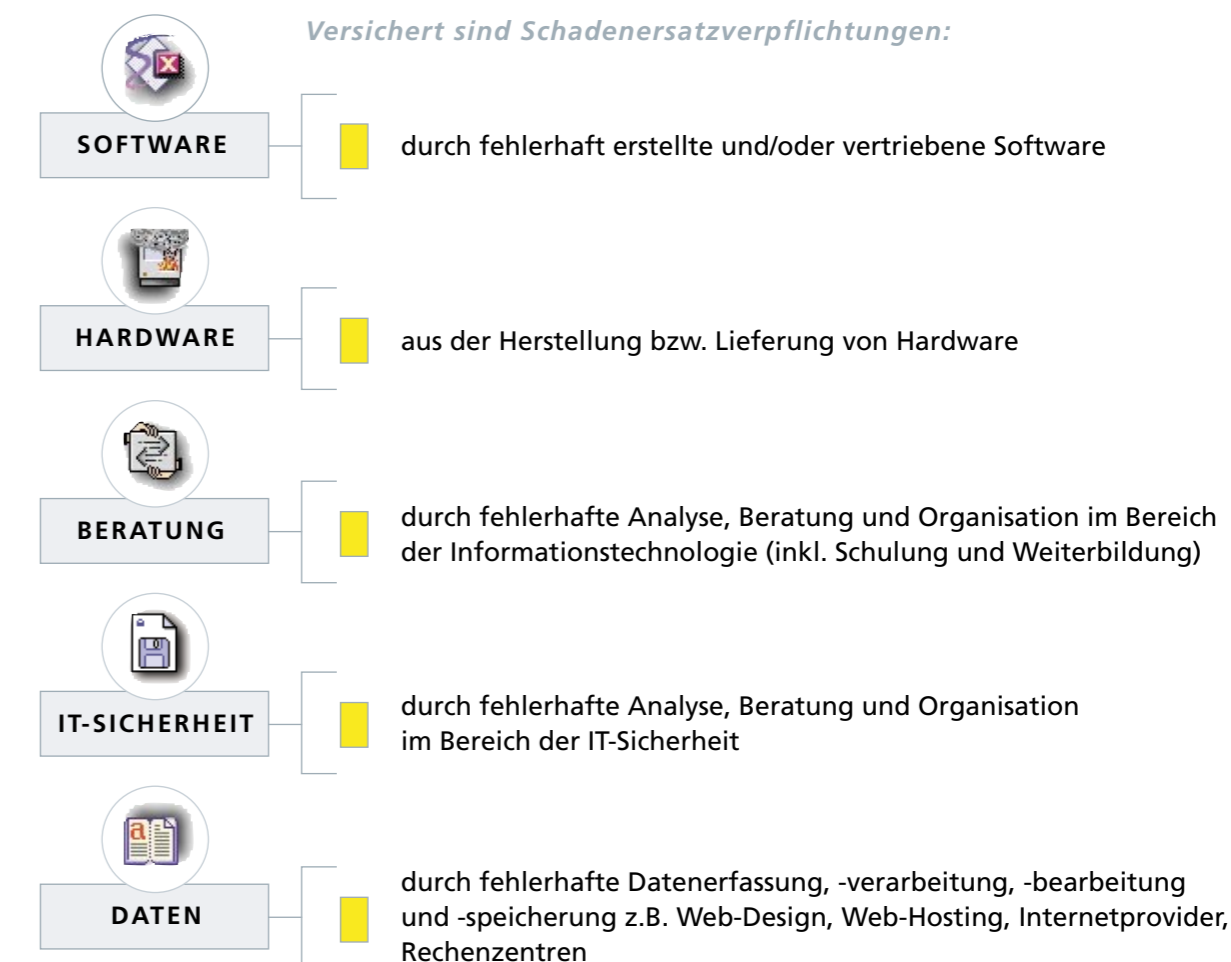 Versichert sind Schadenersatzverpflichtungen:
SOFTWARE
durch fehlerhaft erstellte und/oder vertriebene Software
HARDWARE
aus der Herstellung bzw. Lieferung von Hardware
BERATUNG
durch fehlerhafte Analyse, Beratung und Organisation im Bereich
der Informationstechnologie (inkl. Schulung und Weiterbildung)
IT-SICHERHEIT
durch fehlerhafte Analyse, Beratung und Organisation
im Bereich der IT-Sicherheit
a
DATEN
durch fehlerhafte Datenerfassung, -verarbeitung, -bearbeitung
und -speicherung z.B. Web-Design, Web-Hosting, Internetprovider,
Rechenzentren